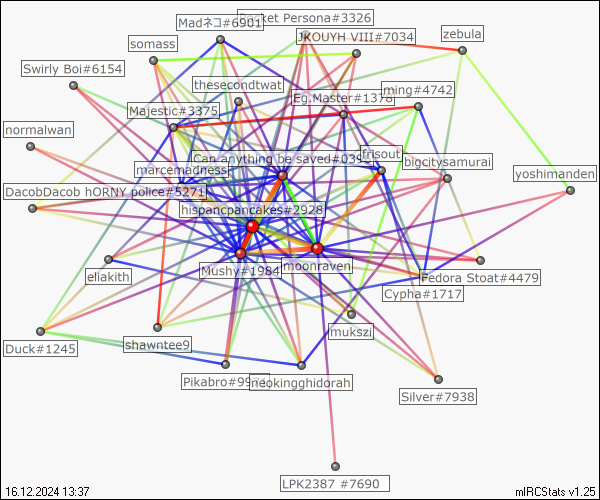 Rocket Persona#3326
Madネコ#6901
JKOUYH VIII#7034
zebula
somass
Swirly Boi#6154
thesecondtwat
ming#4742
Eg.Master#1378
Majestic#3375
normalwan
frisout
Can anything be saved#039
bigcitysamurai
marcemadness
yoshimanden
DacobDacob hORNY police#5271
hispancpancakes#2928
moonraven
Mushy#1984
eliakith
Fedora Stoat#4479
Cypha#1717
mukszi
Duck#1245
shawntee9
Pikabro#99
neokingghidorah
Silver#7938
LPK2387 #7690
16.12.2024 13:37
mIRCStats v1.25